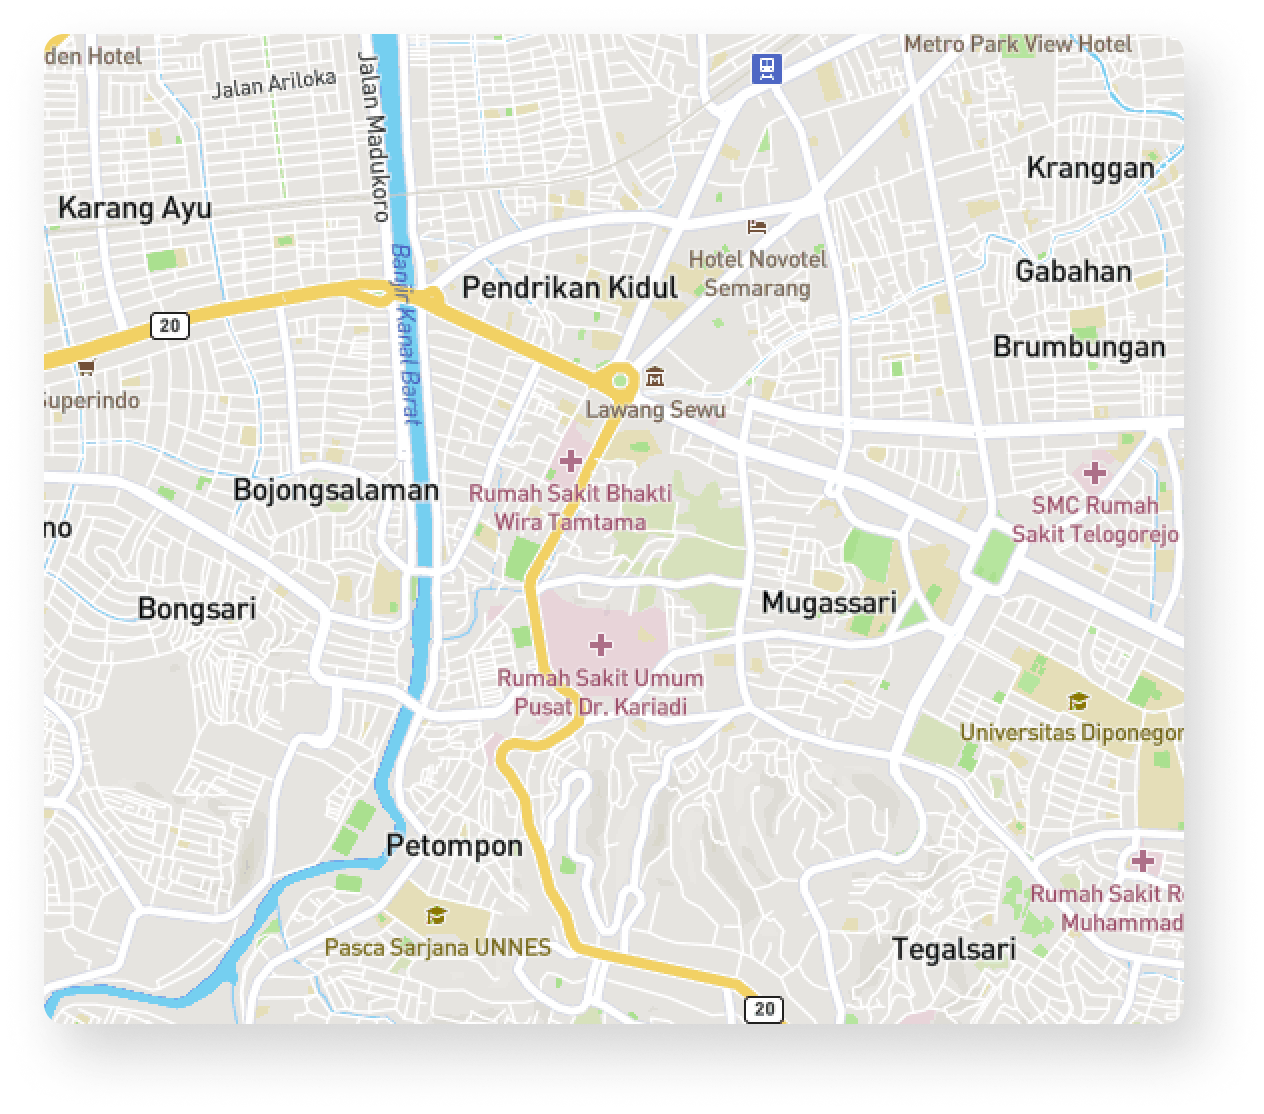 den Hotel
Metro Park View Hotel
Jalan Ariloka
Jalan Madukoro
Kranggan
Karang Ayu
Hotel Novotel
Semarang
Gabahan
Pendrikan Kidul
Banjir Kanal Barat
20
Brumbungan
Superindo
Lawang Sewu
Bojongsalaman
Rumah Sakit Bhakti
Wira Tamtama
SMC Rumah
Sakit Telogorejo
no
Bongsari
Mugassari
Rumah Sakit Umum
Pusat Dr. Kariadi
Universitas Diponegor
Petompon
Rumah Sakit R
Muhammad
Pasca Sarjana UNNES
Tegalsari
20